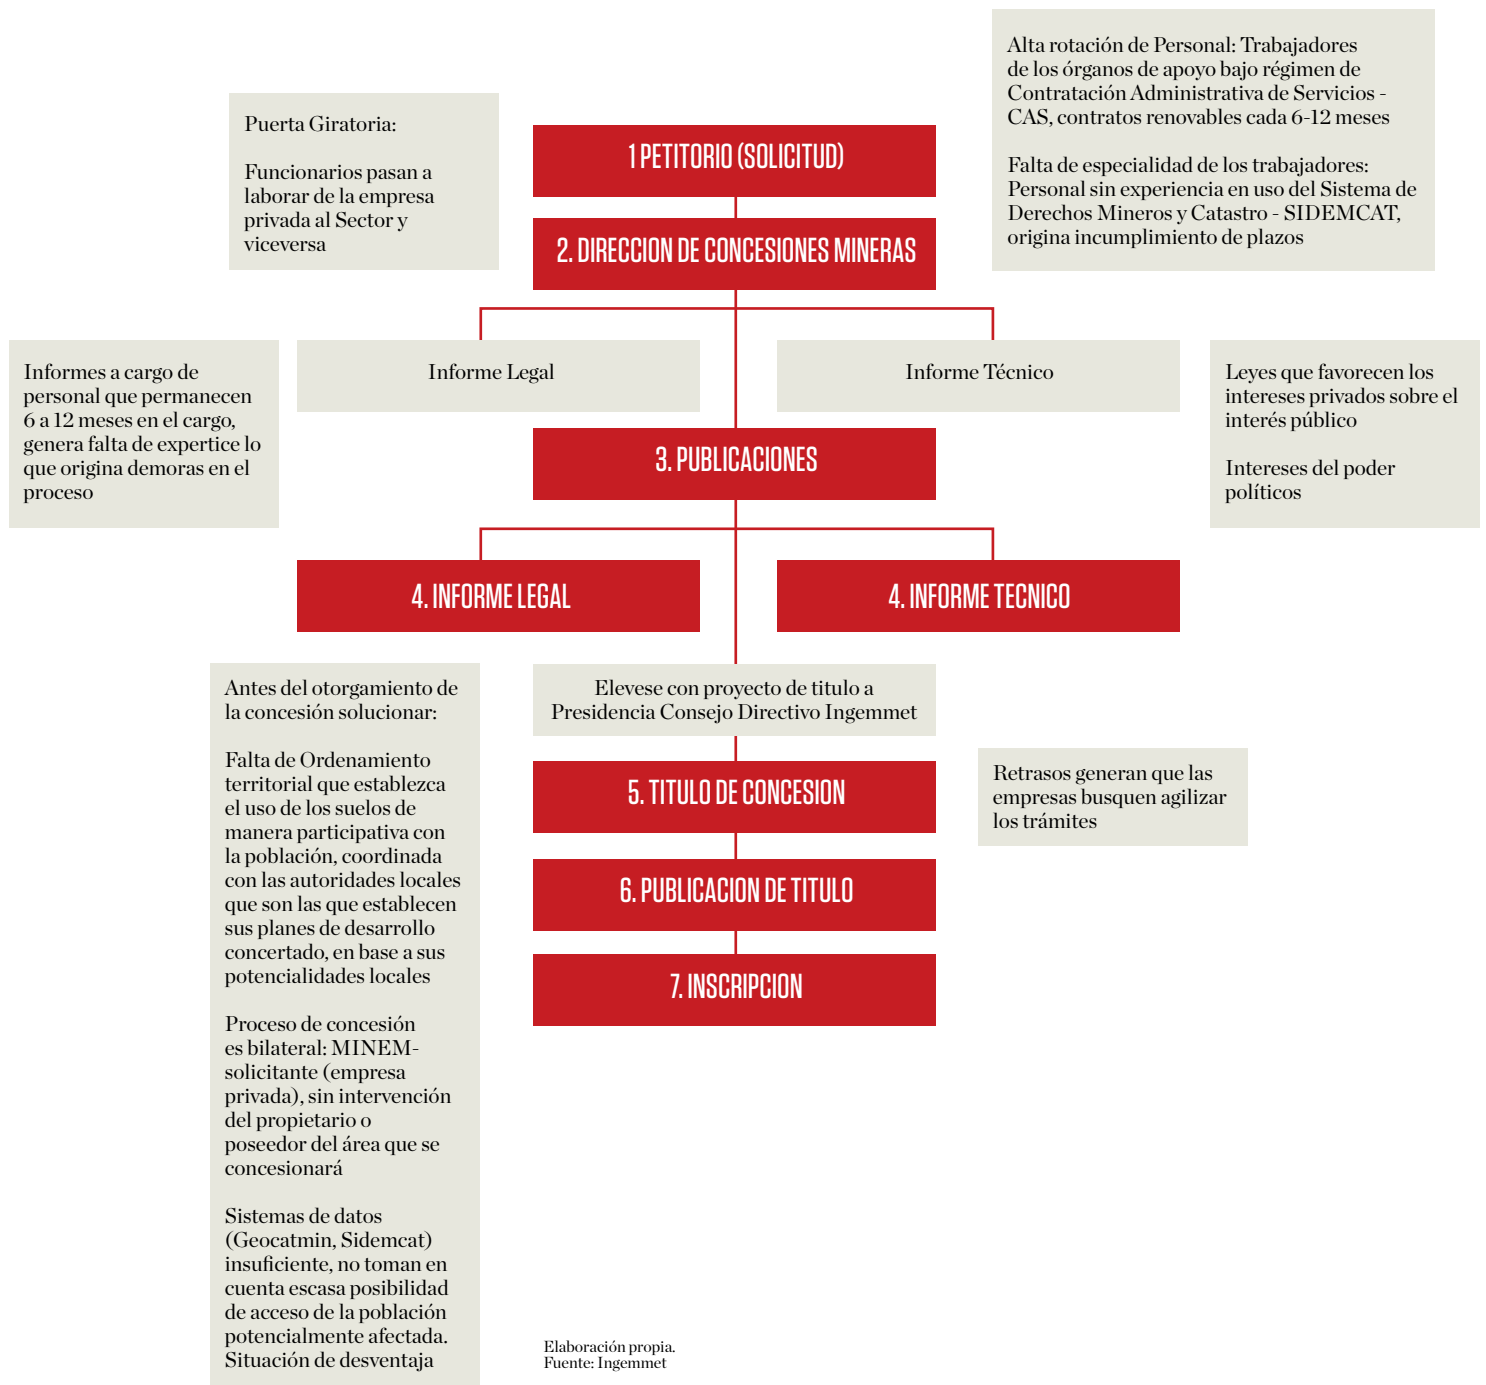 Alta rotación de Personal: Trabajadores
de los órganos de apoyo bajo régimen de
Contratación Administrativa de Servicios -
CAS, contratos renovables cada 6-12 meses
Falta de especialidad de los trabajadores:
Personal sin experiencia en uso del Sistema de
Derechos Mineros y Catastro - SIDEMCAT,
origina incumplimiento de plazos
Puerta Giratoria:
Funcionarios pasan a
laborar de la empresa
privada al Sector y
viceversa
1 PETITORIO (SOLICITUD)
2. DIRECCION DE CONCESIONES MINERAS
Informes a cargo de
personal que permanecen
6 a 12 meses en el cargo,
genera falta de expertice lo
que origina demoras en el
proceso
Informe Legal
Informe Técnico
Leyes que favorecen los
intereses privados sobre el
interés público
Intereses del poder
políticos
3. PUBLICACIONES
4. INFORME LEGAL
4. INFORME TECNICO
Antes del otorgamiento de
la concesión solucionar:
Falta de Ordenamiento
territorial que establezca
el uso de los suelos de
manera participativa con
la población, coordinada
con las autoridades locales
que son las que establecen
sus planes de desarrollo
concertado, en base a sus
potencialidades locales
Proceso de concesión
es bilateral: MINEM-
solicitante (empresa
privada), sin intervención
del propietario o
poseedor del área que se
concesionará
Sistemas de datos
(Geocatmin, Sidemcat)
insuficiente, no toman en
cuenta escasa posibilidad
de acceso de la población
potencialmente afectada.
Situación de desventaja
Elevese con proyecto de titulo a
Presidencia Consejo Directivo Ingemmet
5. TITULO DE CONCESION
Retrasos generan que las
empresas busquen agilizar
los trámites
6. PUBLICACION DE TITULO
7. INSCRIPCION
Elaboración propia.
Fuente: Ingemmet